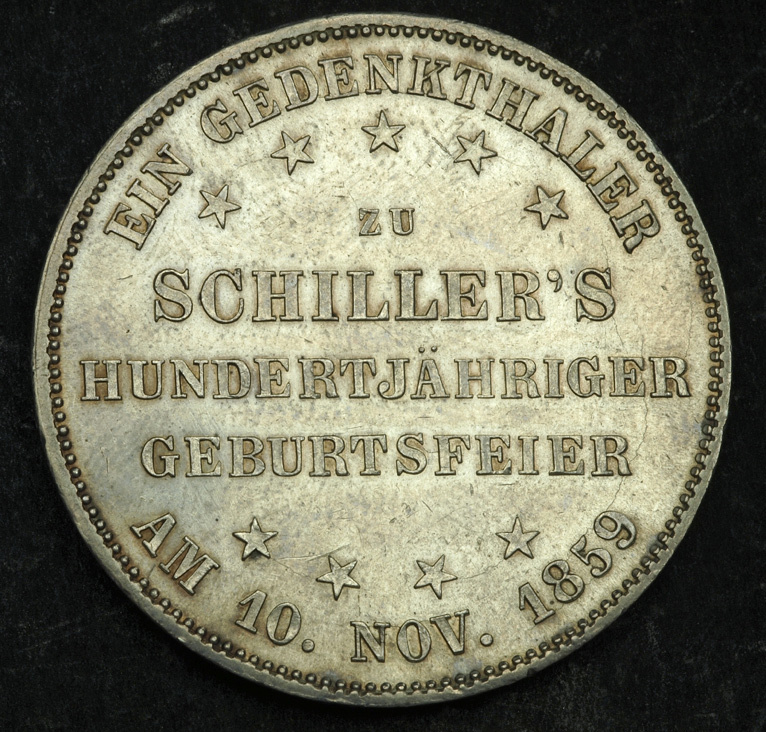 EIN GEDENKTHALER
ZU
SCHILLER'S
HUNDERTJÄHRIGER
GEBURTSFEIER
AM 10. NOV. 1859